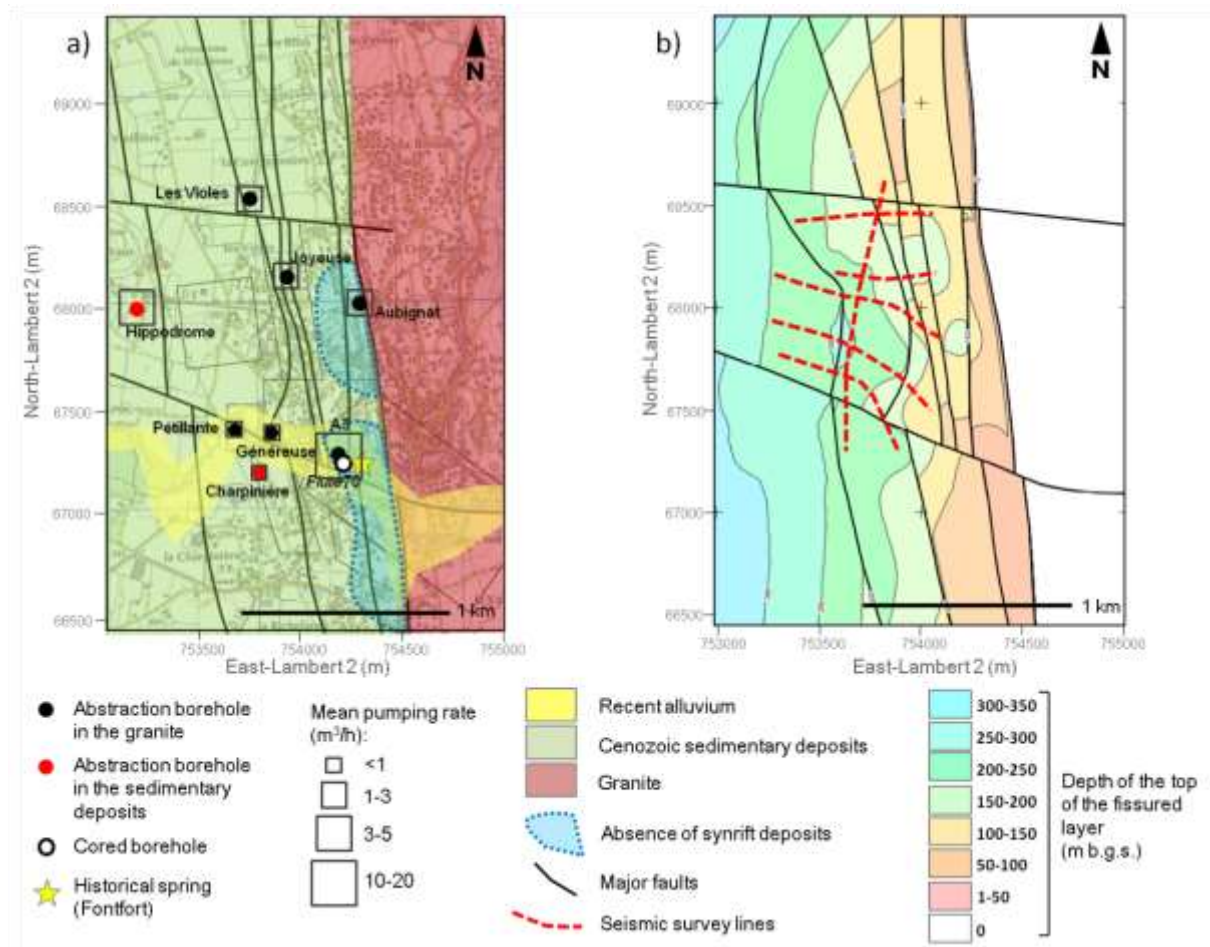 a)
N
69000
68500
68000
67500
67000
66500
North-Lambert 2 (m)
Les Violes
Joyeuse
Aubignat
Hippodrome
Pétillante
Généreuse
A3
Charpinière
1 km
753500
754000
754500
755000
East-Lambert 2 (m)
b)
N
69000
68500
68000
67500
67000
66500
North-Lambert 2 (m)
1 km
753000
753500
754000
754500
755000
East-Lambert 2 (m)
Abstraction borehole
in the granite
Abstraction borehole
in the sedimentary
deposits
Cored borehole
Historical spring
(Fontfort)
Mean pumping rate
(m³/h):
<1
1-3
3-5
10-20
Recent alluvium
Cenozoic sedimentary deposits
Granite
Absence of synrift deposits
Major faults
Seismic survey lines
300-350
250-300
200-250
150-200
100-150
50-100
1-50
0
Depth of the top
of the fissured
layer
(m b.g.s.)